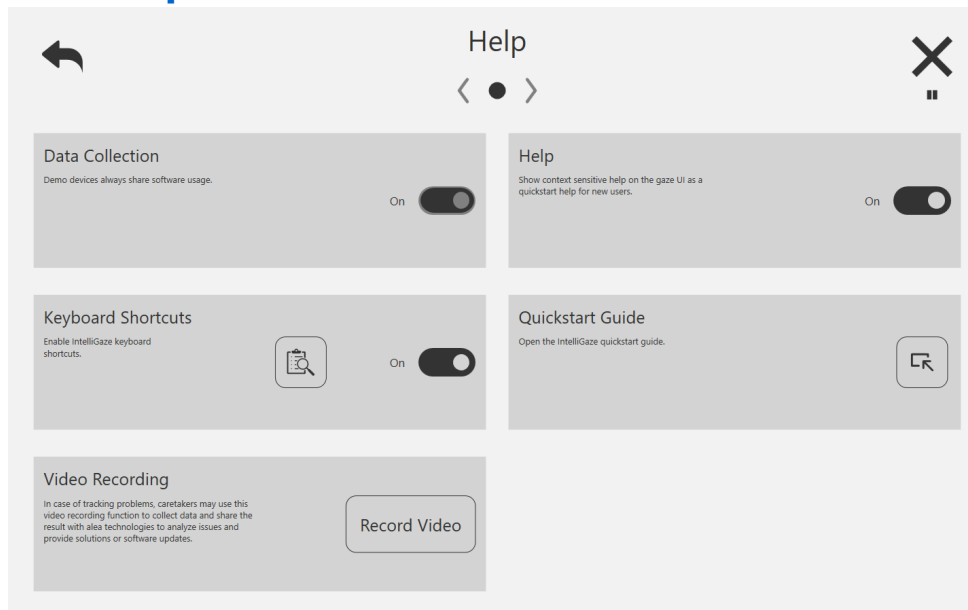 Help
Data Collection
Demo devices always share software usage.
On
Help
Show context sensitive help on the gaze UI as a
quickstart help for new users.
On
Keyboard Shortcuts
Enable IntelliGaze keyboard
shortcuts.
On
Quickstart Guide
Open the IntelliGaze quickstart guide.
Video Recording
In case of tracking problems, caretakers may use this
video recording function to collect data and share the
result with alea technologies to analyze issues and
provide solutions or software updates.
Record Video